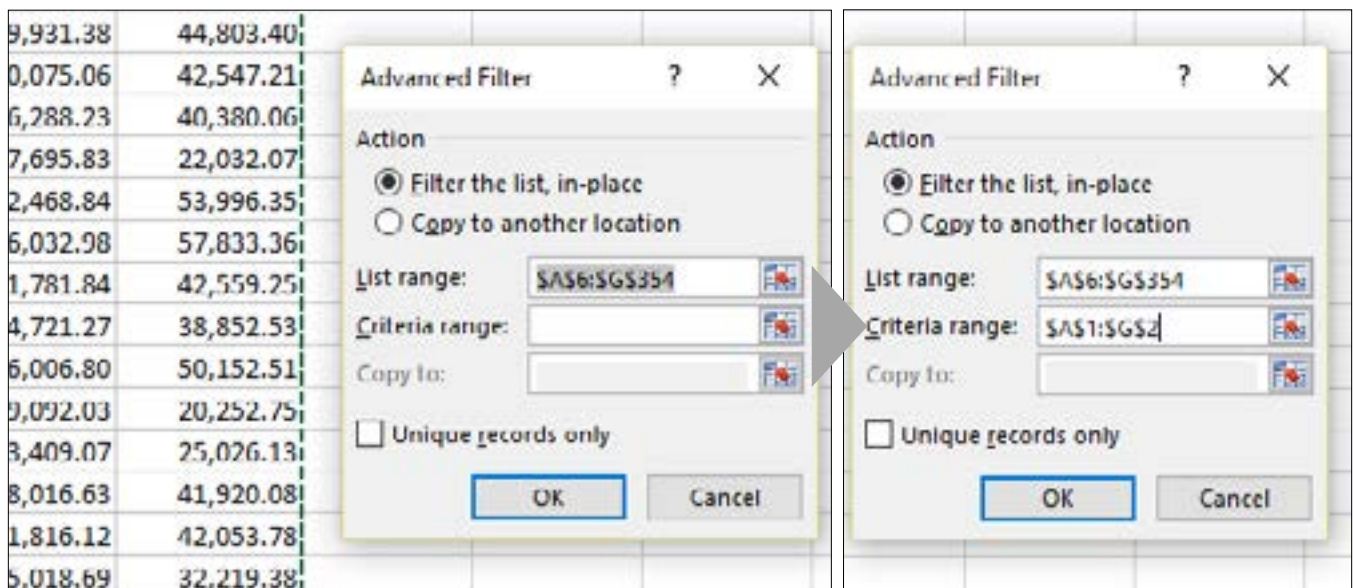 9,931.38 44,803.40
0,075.06 42,547.21
6,288.23 40,380.06
7,695.83 22,032.07
2,468.84 53,996.35
6,032.98 57,833.36
1,781.84 42,559.25
4,721.27 38,852.53
6,006.80 50,152.51
9,092.03 20,252.75
3,409.07 25,026.13
8,016.63 41,920.08
1,816.12 42,053.78
5,018.69 32,219.38
Advanced Filter ?
Action
Filter the list, in-place
Copy to another location
List range: $A$6:$G$354
Criteria range:
Copy to:
Unique records only
OK Cancel
Advanced Filter ?
Action
Filter the list, in-place
Copy to another location
List range: $A$6:$G$354
Criteria range: $A$1:$G$2
Copy to:
Unique records only
OK Cancel